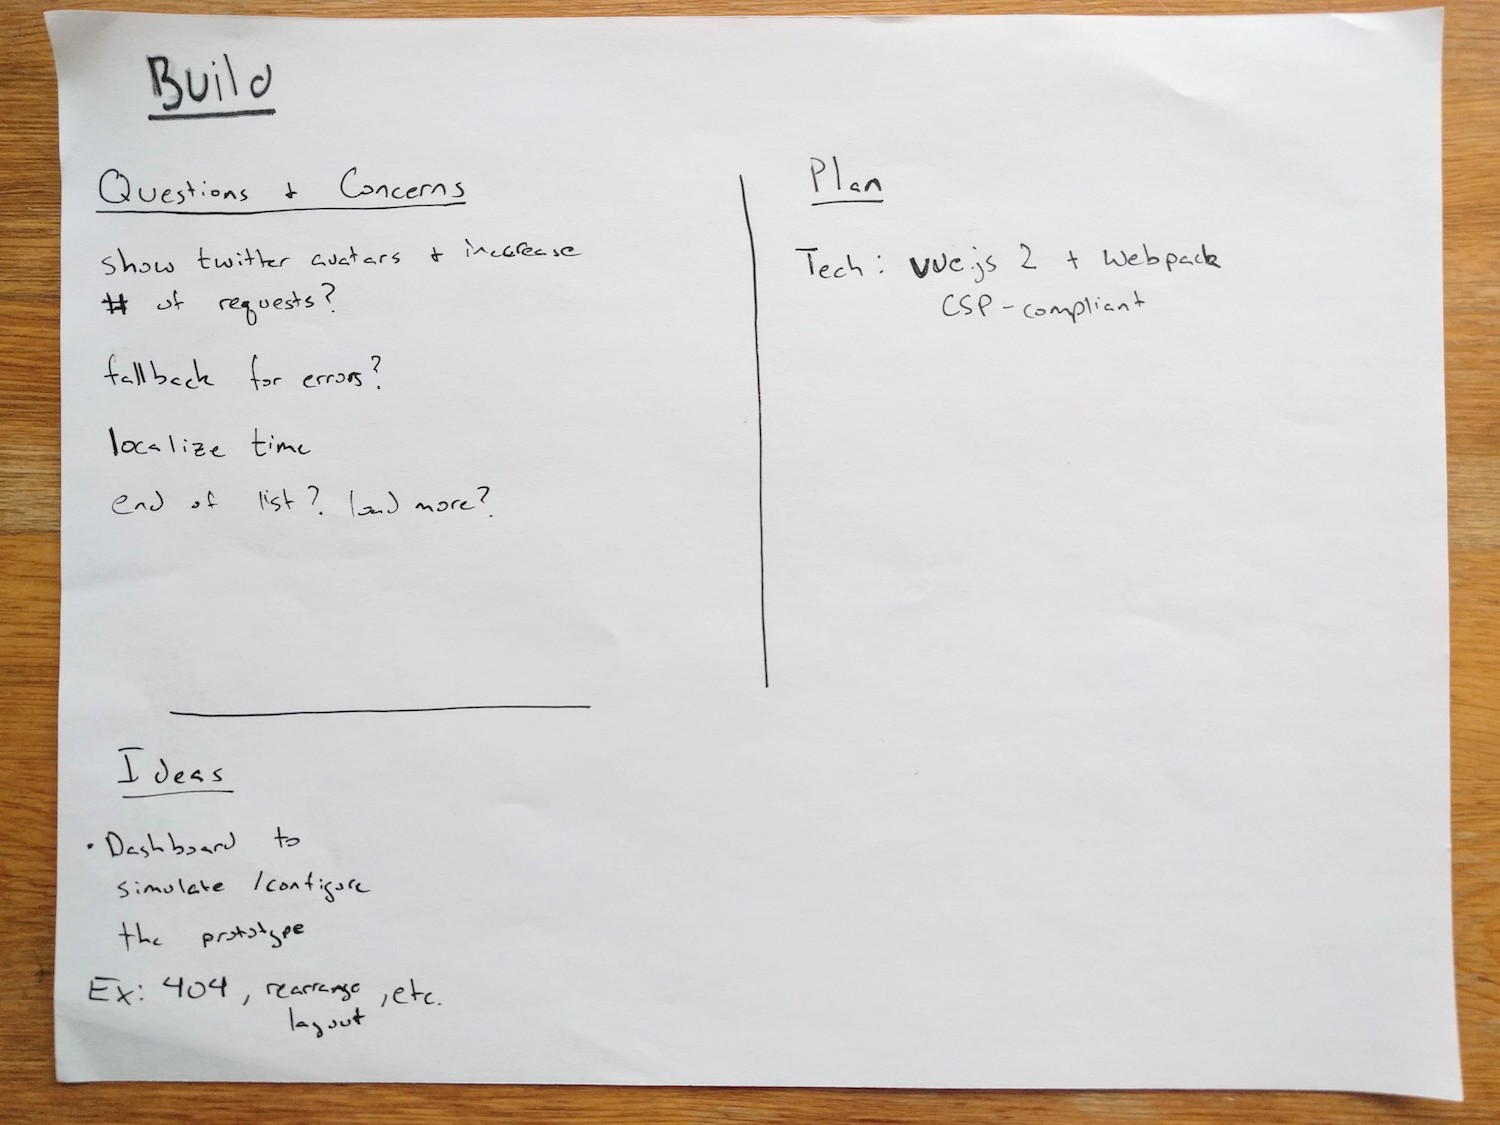 Build
Questions + Concerns
show twitter avatars + increase
# of requests?
fallback for errors?
localize time
end of list? load more?
Plan
Tech: vue.js 2 + Webpack
CSP-compliant
Ideas
• Dashboard to
simulate /configure
the prototype
Ex: 404, rearrange, etc.
layout